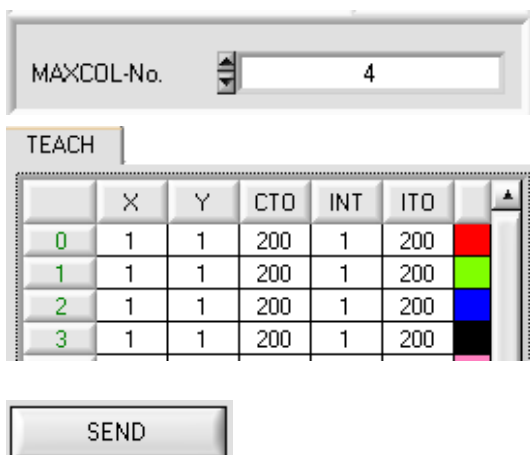 MAXCOL-No. 4
TEACH
X Y CTO INT ITO
0 1 1 200 1 200
1 1 1 200 1 200
2 1 1 200 1 200
3 1 1 200 1 200
SEND